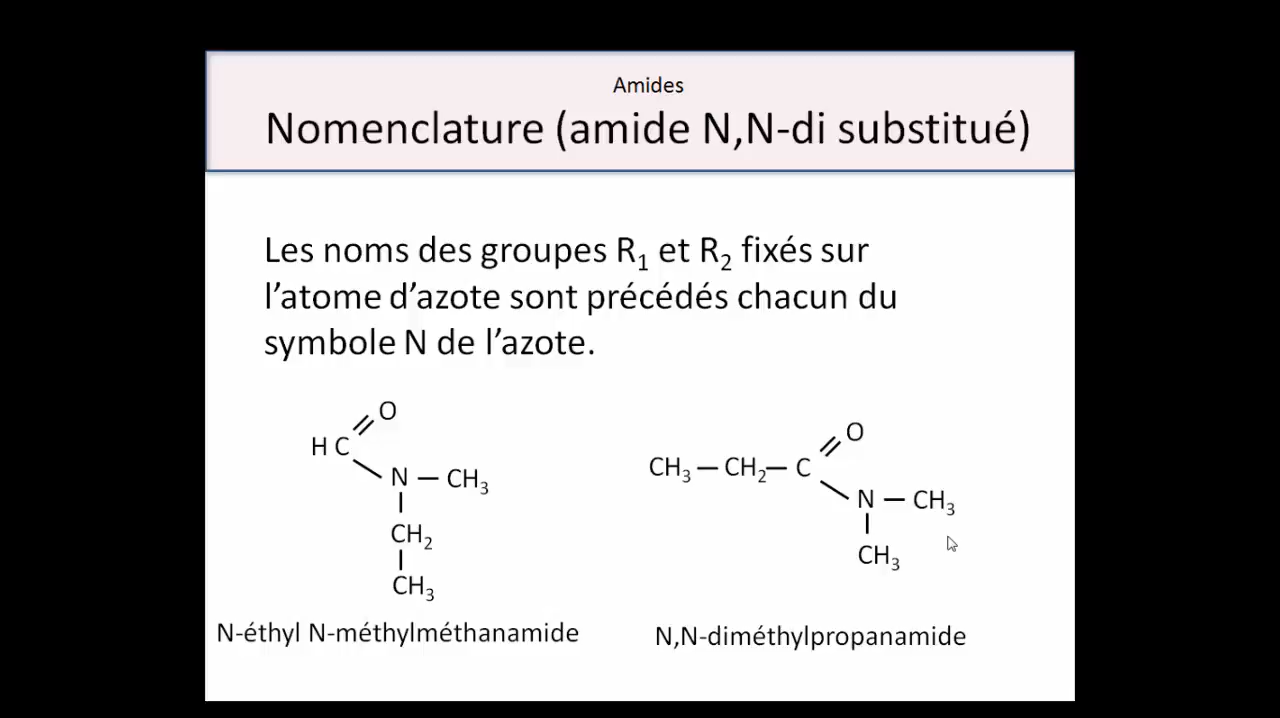 Amides
Nomenclature (amide N,N-di substitué)
Les noms des groupes R₁ et R₂ fixés sur
l’atome d’azote sont précédés chacun du
symbole N de l’azote.
O
H C
N — CH₃
CH₂
CH₃
N-éthyl N-méthylméthanamide
O
CH₃ — CH₂ — C
N — CH₃
CH₃
N,N-diméthylpropanamide